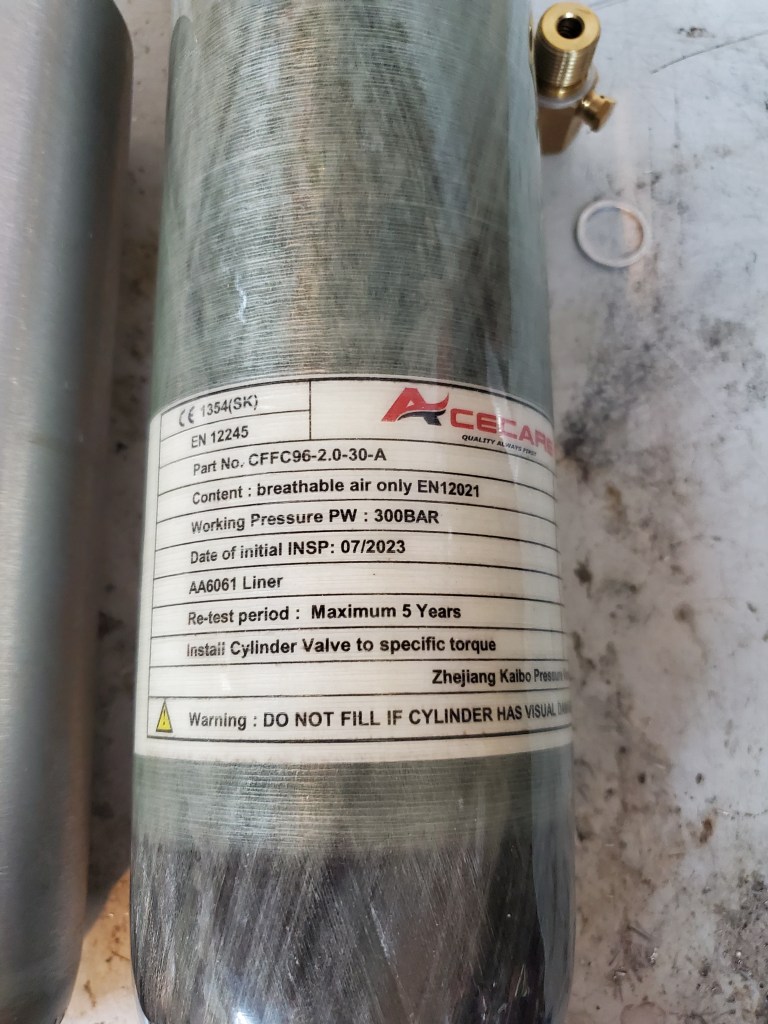 CE 1354(SK)
ACECARE
QUALITY ALWAYS FIRST
EN 12245
Part No. CFFC96-2.0-30-A
Content : breathable air only EN12021
Working Pressure PW : 300BAR
Date of initial INSP: 07/2023
AA6061 Liner
Re-test period : Maximum 5 Years
Install Cylinder Valve to specific torque
Zhejiang Kaibo Pressure
Warning : DO NOT FILL IF CYLINDER HAS VISUAL